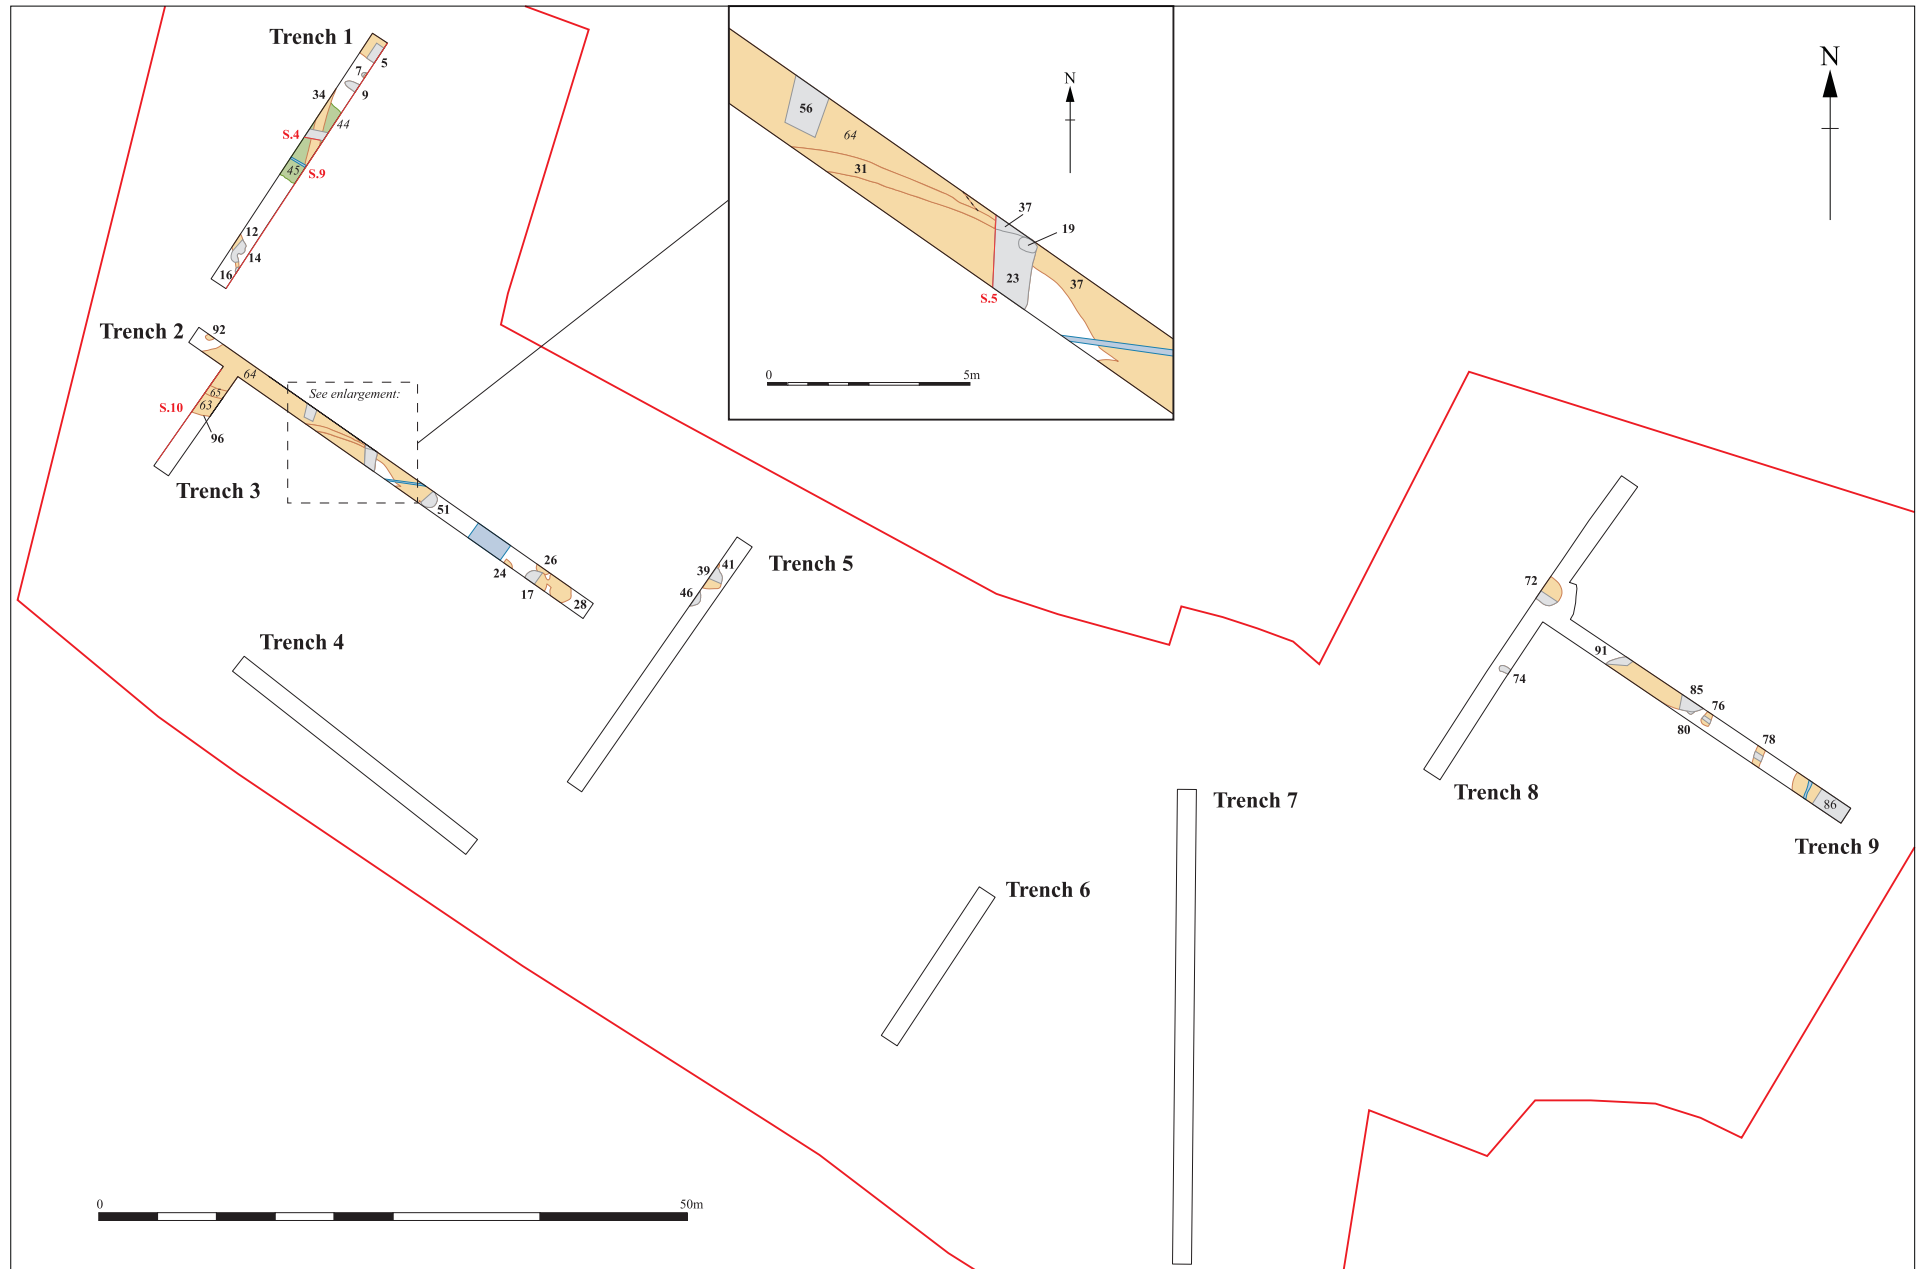 Trench 1
5
7
9
34
44
S.4
45
S.9
12
14
16
Trench 2
92
64
See enlargement:
65
63
S.10
96
Trench 3
51
24
26
17
28
56
64
31
37
19
23
S.5
37
N
0 5m
N
Trench 4
Trench 5
39
41
46
Trench 6
Trench 7
72
74
Trench 8
91
85
76
80
78
86
Trench 9
0 50m